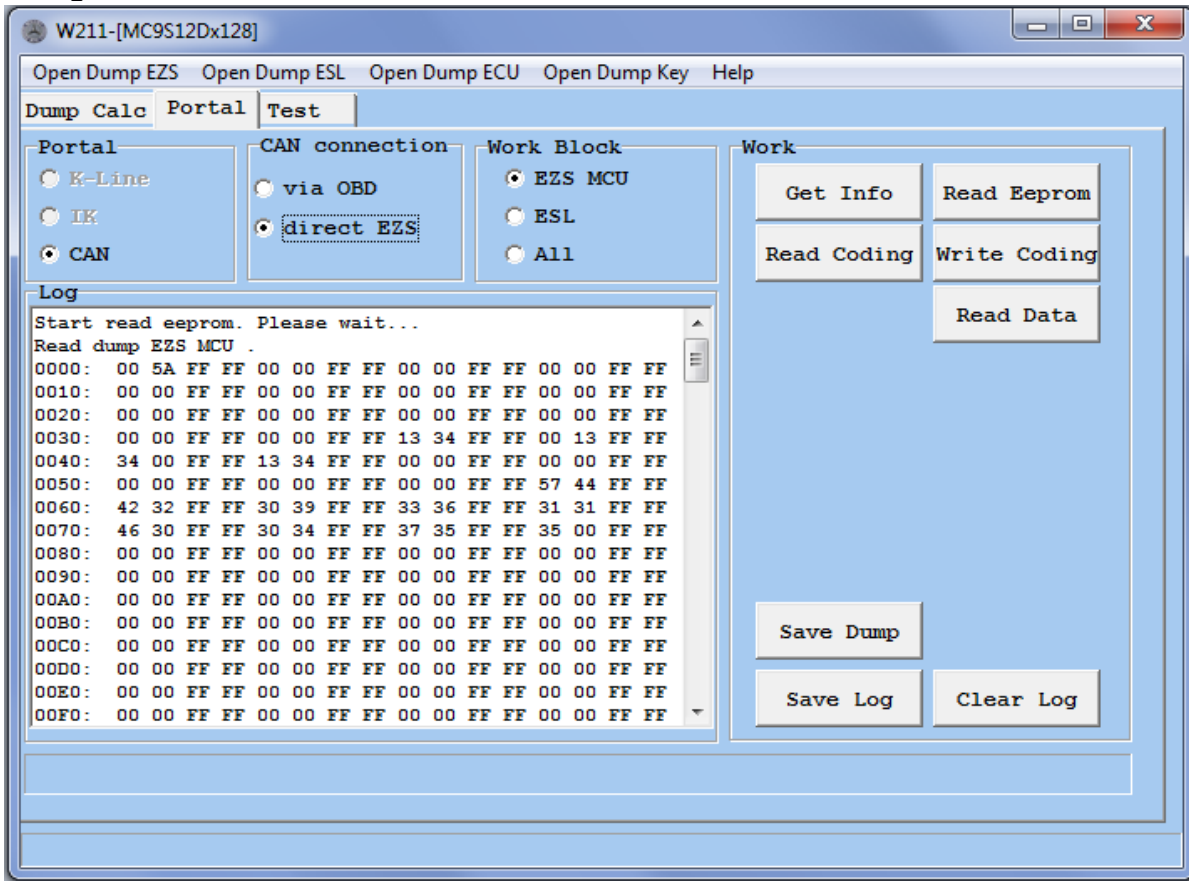 W211-[MC9S12Dx128]
Open Dump EZS Open Dump ESL Open Dump ECU Open Dump Key Help
Dump Calc Portal Test
Portal
K-Line
IK
CAN
CAN connection
via OBD
direct EZS
Work Block
EZS MCU
ESL
All
Work
Get Info Read Eeprom
Read Coding Write Coding
Read Data
Save Dump
Save Log Clear Log
Log
Start read eeprom. Please wait...
Read dump EZS MCU .
0000: 00 5A FF FF 00 00 FF FF 00 00 FF FF 00 00 FF FF
0010: 00 00 FF FF 00 00 FF FF 00 00 FF FF 00 00 FF FF
0020: 00 00 FF FF 00 00 FF FF 00 00 FF FF 00 00 FF FF
0030: 00 00 FF FF 00 00 FF FF 13 34 FF FF 00 13 FF FF
0040: 34 00 FF FF 13 34 FF FF 00 00 FF FF 00 00 FF FF
0050: 00 00 FF FF 00 00 FF FF 00 00 FF FF 57 44 FF FF
0060: 42 32 FF FF 30 39 FF FF 33 36 FF FF 31 31 FF FF
0070: 46 30 FF FF 30 34 FF FF 37 35 FF FF 35 00 FF FF
0080: 00 00 FF FF 00 00 FF FF 00 00 FF FF 00 00 FF FF
0090: 00 00 FF FF 00 00 FF FF 00 00 FF FF 00 00 FF FF
00A0: 00 00 FF FF 00 00 FF FF 00 00 FF FF 00 00 FF FF
00B0: 00 00 FF FF 00 00 FF FF 00 00 FF FF 00 00 FF FF
00C0: 00 00 FF FF 00 00 FF FF 00 00 FF FF 00 00 FF FF
00D0: 00 00 FF FF 00 00 FF FF 00 00 FF FF 00 00 FF FF
00E0: 00 00 FF FF 00 00 FF FF 00 00 FF FF 00 00 FF FF
00F0: 00 00 FF FF 00 00 FF FF 00 00 FF FF 00 00 FF FF